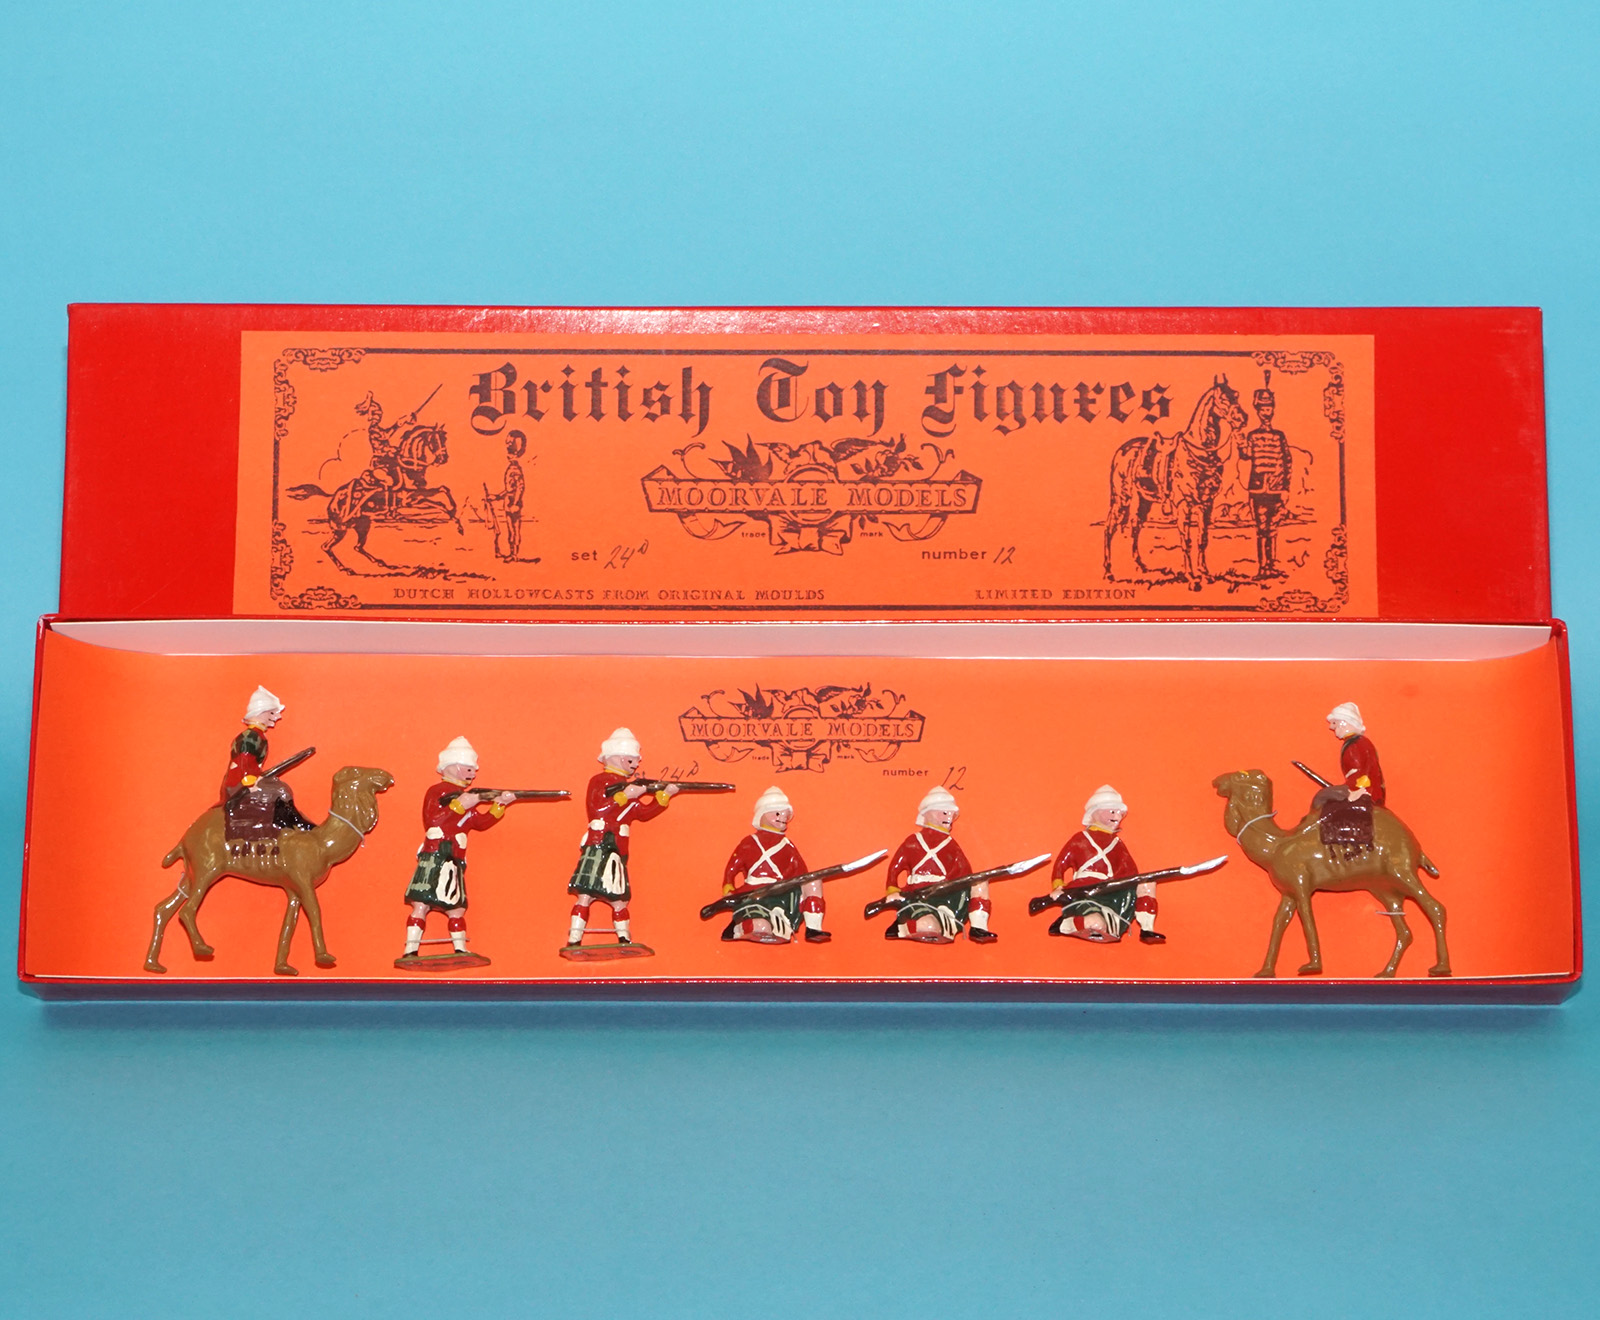 British Toy Figures
MOORVALE MODELS
trade mark
set 24D number 12
DUTCH HOLLOWCASTS FROM ORIGINAL MOULDS LIMITED EDITION
MOORVALE MODELS
trade mark
24D number 12